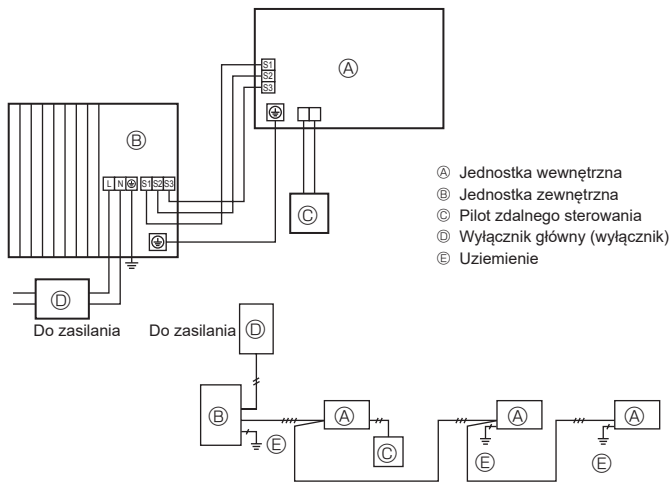 Ⓐ
S1
S2
S3
Ⓑ
L N S1 S2 S3
Ⓒ
Ⓐ Jednostka wewnętrzna
Ⓑ Jednostka zewnętrzna
Ⓒ Pilot zdalnego sterowania
Ⓓ Wyłącznik główny (wyłącznik)
Ⓔ Uziemienie
Ⓓ
Do zasilania
Do zasilania
Ⓓ
Ⓑ
Ⓔ
Ⓐ
Ⓒ
Ⓐ
Ⓔ
Ⓐ
Ⓔ